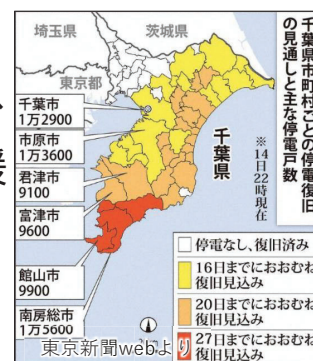 千葉県市町村ごとの停電復旧
の見通しと主な停電戸数
※14日22時現在
埼玉県
茨城県
東京都
千葉県
千葉市
1万2900
市原市
1万3600
君津市
9100
富津市
9600
館山市
9900
南房総市
1万5600
停電なし、復旧済み
16日までにおおむね
復旧見込み
20日までにおおむね
復旧見込み
27日までにおおむね
復旧見込み
東京新聞webより